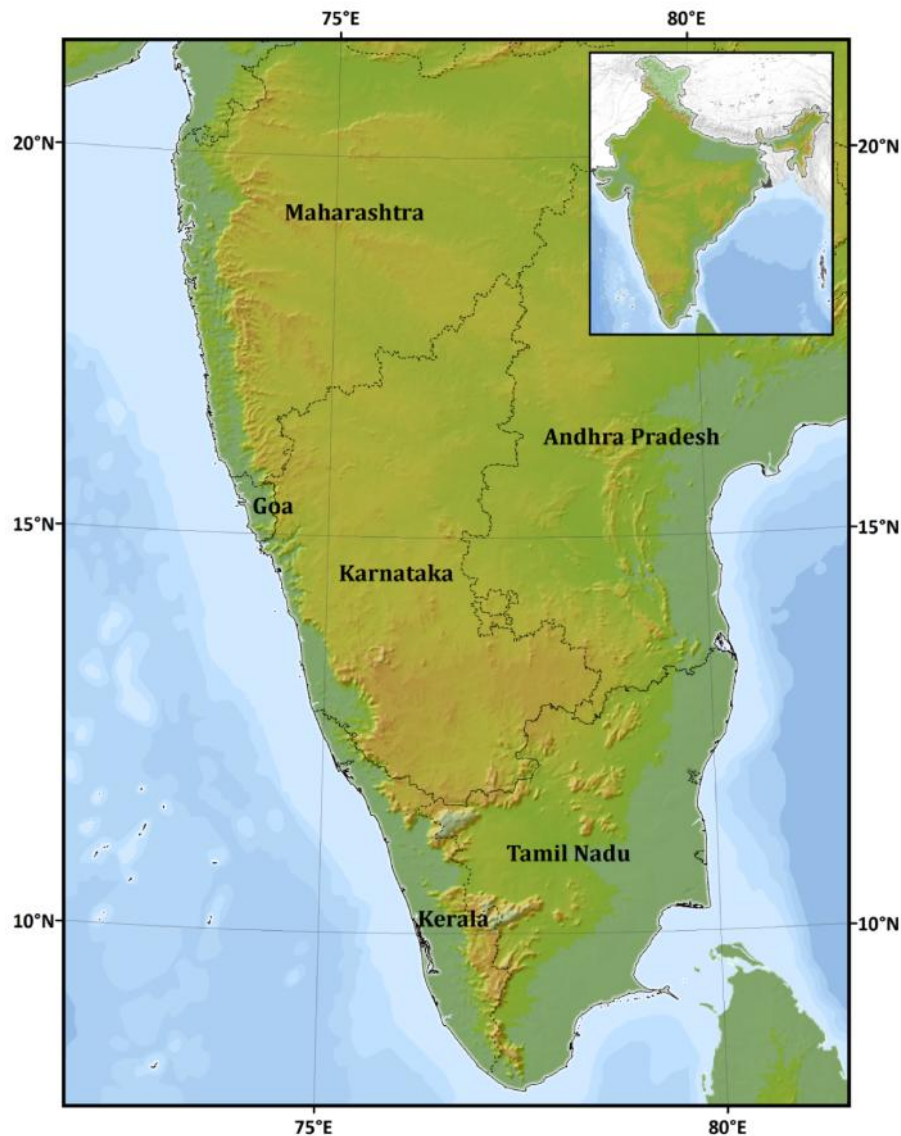 75°E 80°E
20°N 20°N
Maharashtra
Andhra Pradesh
Goa
15°N 15°N
Karnataka
Tamil Nadu
Kerala
10°N 10°N
75°E 80°E